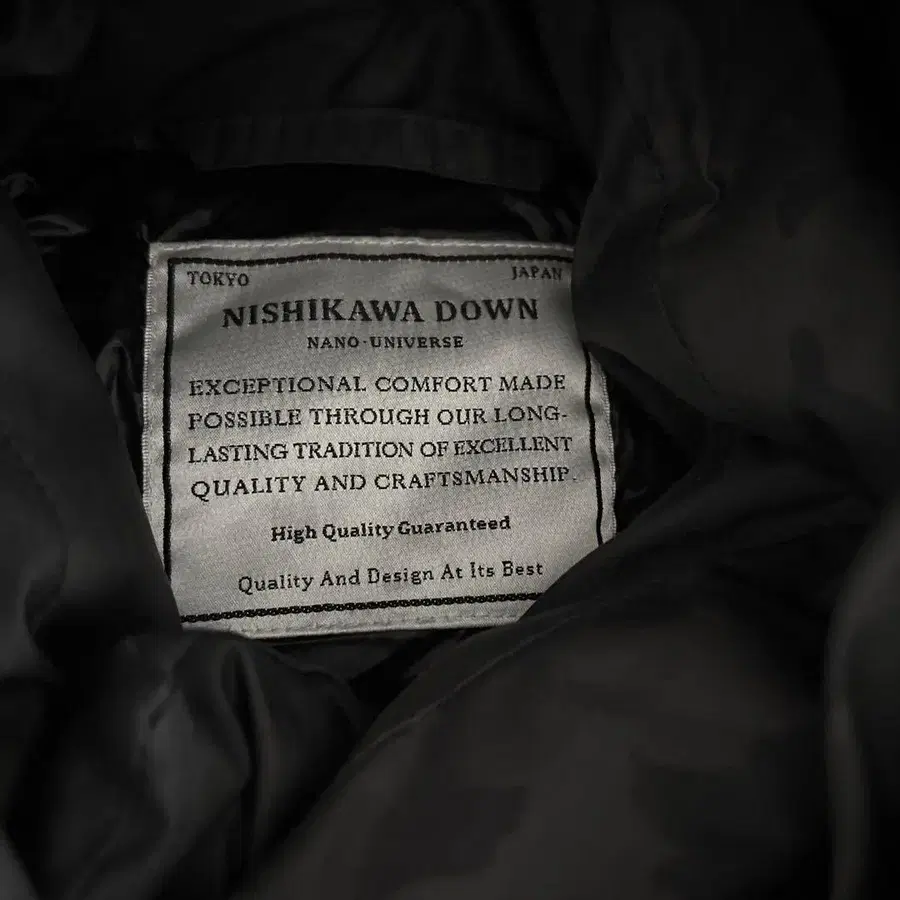 TOKYO JAPAN
NISHIKAWA DOWN
NANO·UNIVERSE
EXCEPTIONAL COMFORT MADE
POSSIBLE THROUGH OUR LONG-
LASTING TRADITION OF EXCELLENT
QUALITY AND CRAFTSMANSHIP.
High Quality Guaranteed
Quality And Design At Its Best